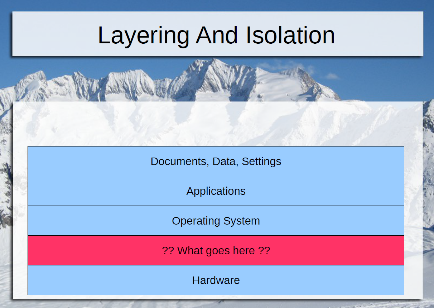 Layering And Isolation
Documents, Data, Settings
Applications
Operating System
?? What goes here ??
Hardware